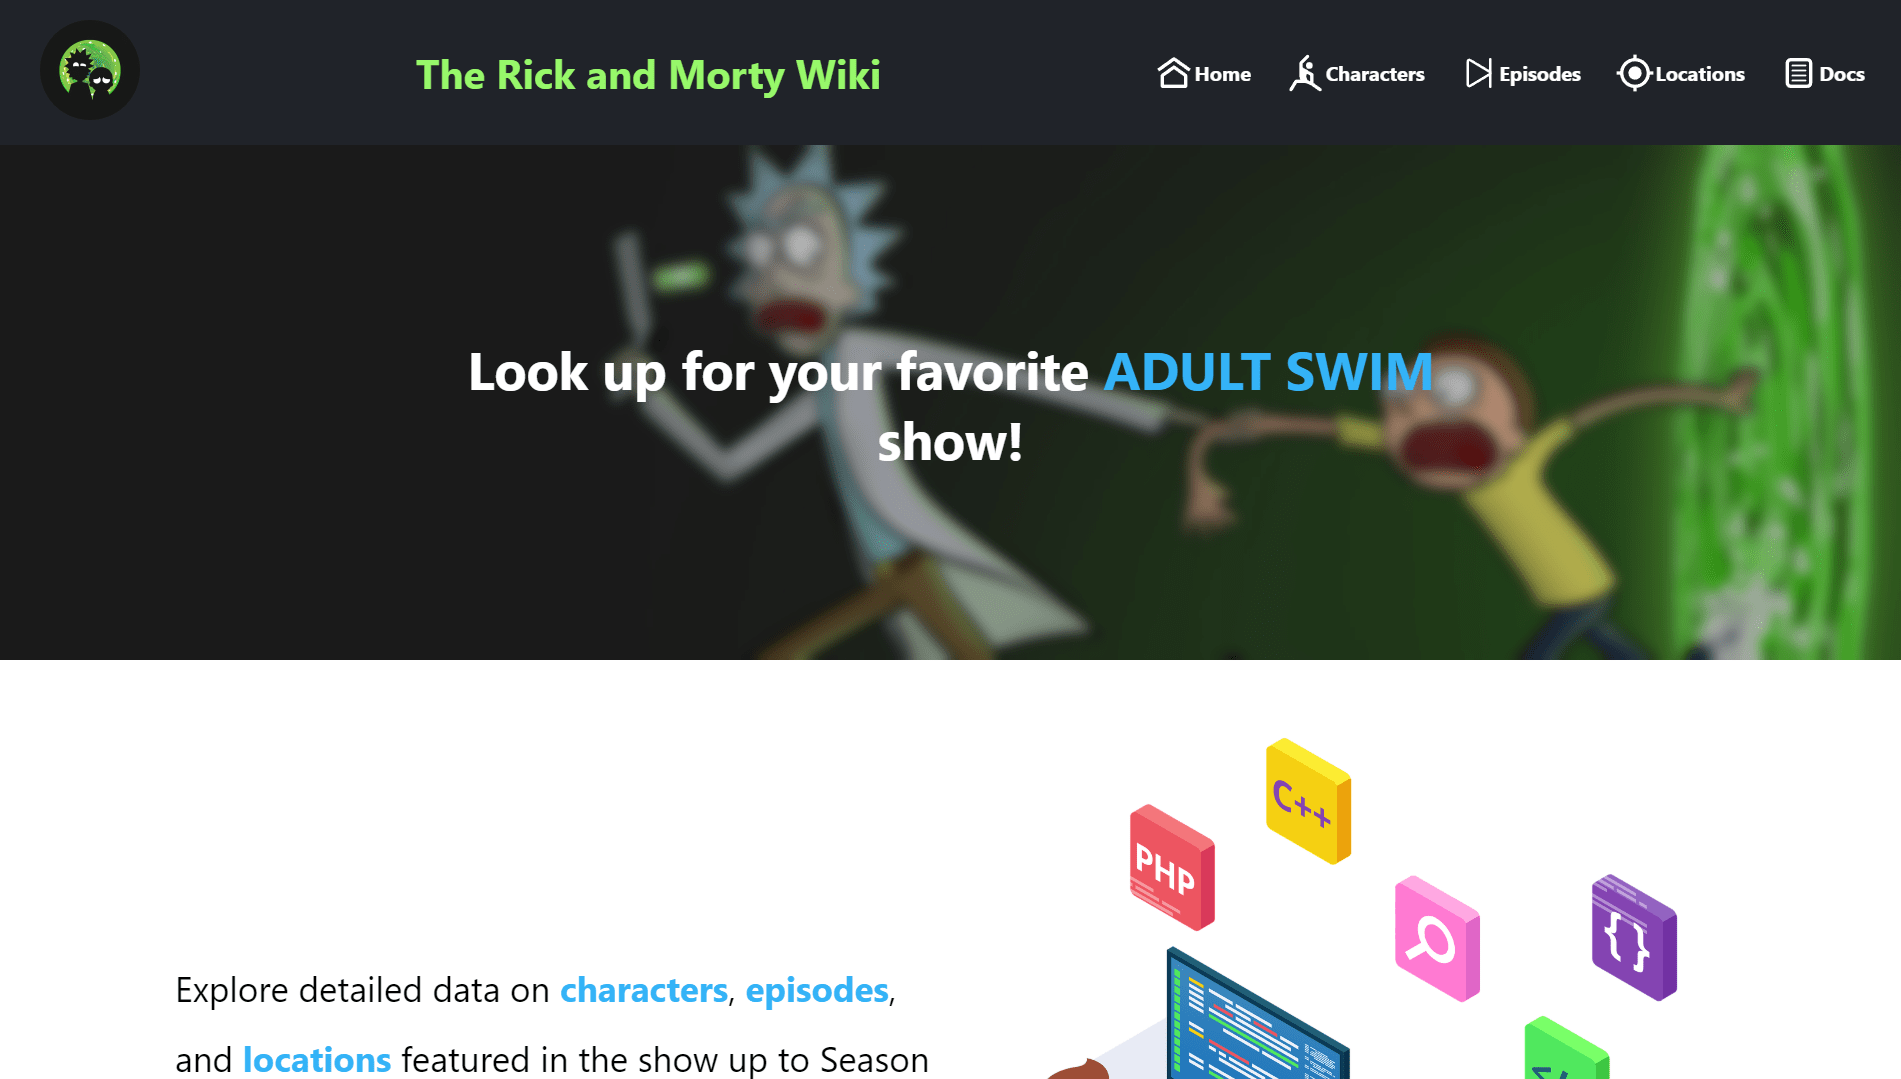 The Rick and Morty Wiki
Home Characters Episodes Locations Docs
Look up for your favorite ADULT SWIM
show!
C++
PHP
{}
Explore detailed data on characters, episodes,
and locations featured in the show up to Season